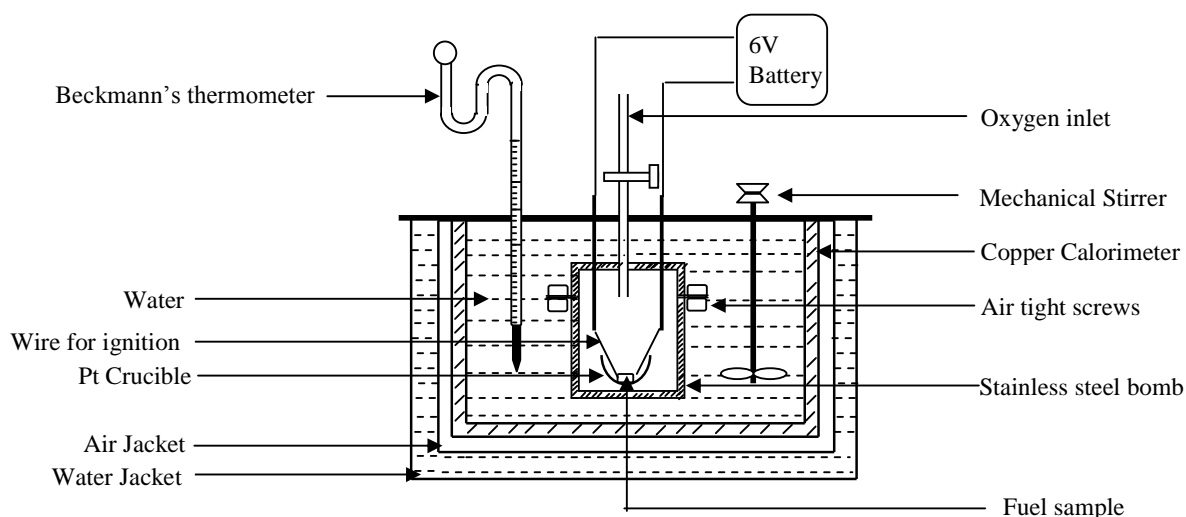 6V
Battery
Beckmann's thermometer
Oxygen inlet
Mechanical Stirrer
Copper Calorimeter
Water
Air tight screws
Wire for ignition
Pt Crucible
Stainless steel bomb
Air Jacket
Water Jacket
Fuel sample